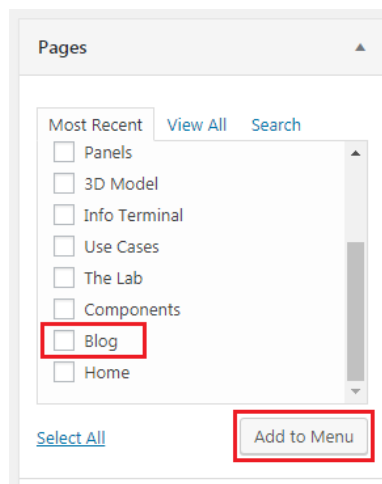 Pages
Most Recent View All Search
Panels
3D Model
Info Terminal
Use Cases
The Lab
Components
Blog
Home
Select All Add to Menu